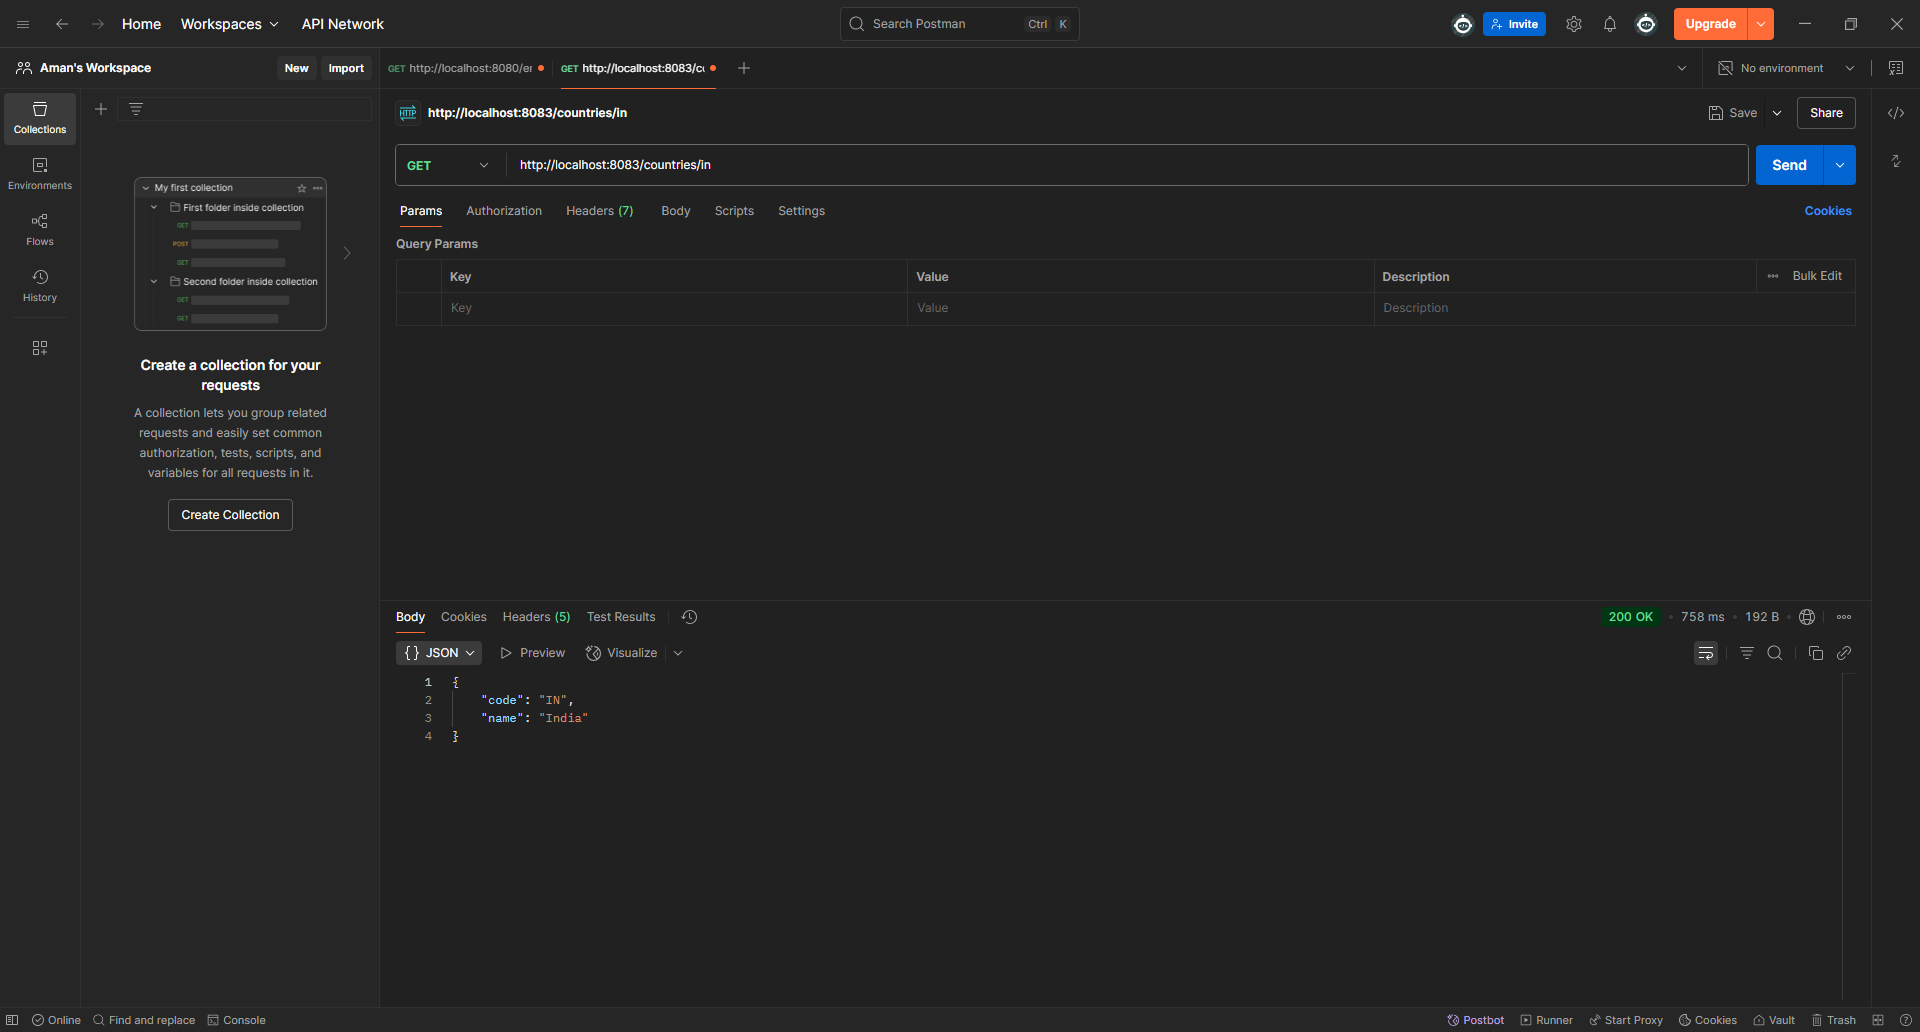 Home Workspaces API Network Search Postman Ctrl K Invite Upgrade
Aman's Workspace New Import GET http://localhost:8080/er GET http://localhost:8083/cu No environment
Collections
Environments
Flows
History
My first collection
First folder inside collection
GET
POST
GET
Second folder inside collection
GET
GET
Create a collection for your
requests
A collection lets you group related
requests and easily set common
authorization, tests, scripts, and
variables for all requests in it.
Create Collection
HTTP http://localhost:8083/countries/in Save Share
GET http://localhost:8083/countries/in Send
Params Authorization Headers (7) Body Scripts Settings Cookies
Query Params
Key Value Description Bulk Edit
Key Value Description
Body Cookies Headers (5) Test Results 200 OK 758 ms 192 B
{} JSON Preview Visualize
1 {
2 "code": "IN",
3 "name": "India"
4 }
Online Find and replace Console Postbot Runner Start Proxy Cookies Vault Trash